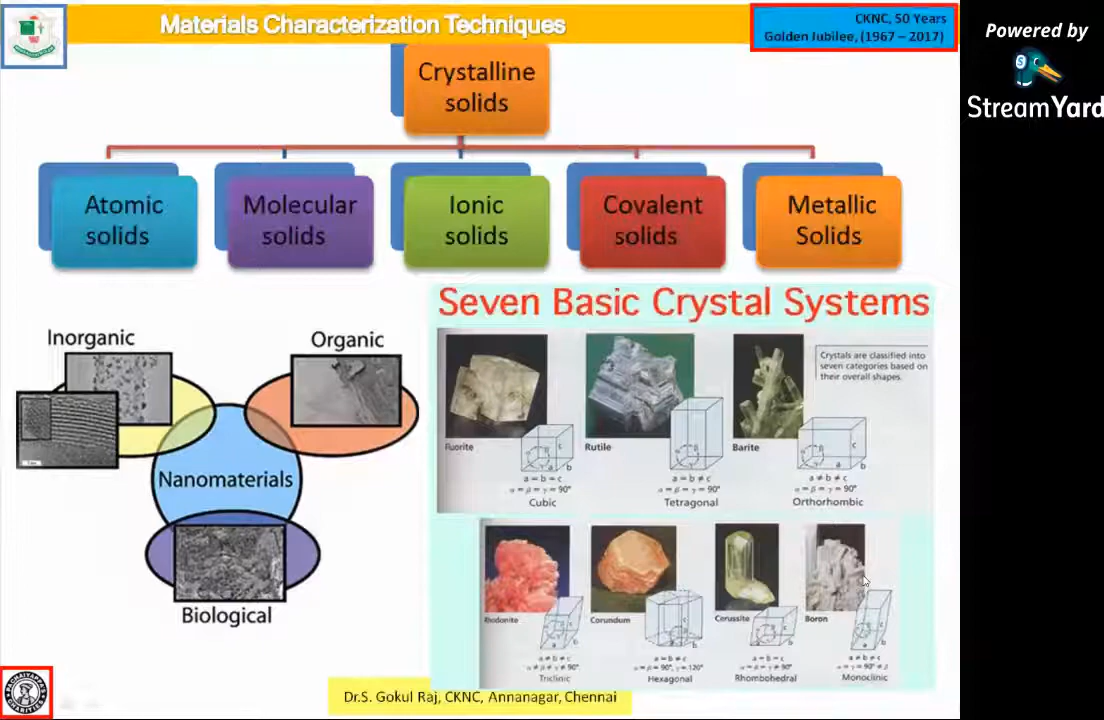 Materials Characterization Techniques
CKNC, 50 Years
Golden Jubilee, (1967 – 2017)
Powered by
StreamYard
Crystalline
solids
Atomic
solids
Molecular
solids
Ionic
solids
Covalent
solids
Metallic
Solids
Inorganic
Organic
Nanomaterials
Biological
Seven Basic Crystal Systems
Crystals are classified into
seven categories based on
their overall shapes.
Fluorite
Rutile
Barite
a = b = c
α = β = γ = 90°
Cubic
a = b ≠ c
α = β = γ = 90°
Tetragonal
a ≠ b ≠ c
α = β = γ = 90°
Orthorhombic
Rhodonite
Corundum
Cerussite
Boron
a ≠ b ≠ c
α ≠ β ≠ γ ≠ 90°
Triclinic
a = b ≠ c
α = β = 90°, γ = 120°
Hexagonal
a = b = c
α = β = γ ≠ 90°
Rhombohedral
a ≠ b ≠ c
α = γ = 90° ≠ β
Monoclinic
Dr.S. Gokul Raj, CKNC, Annanagar, Chennai